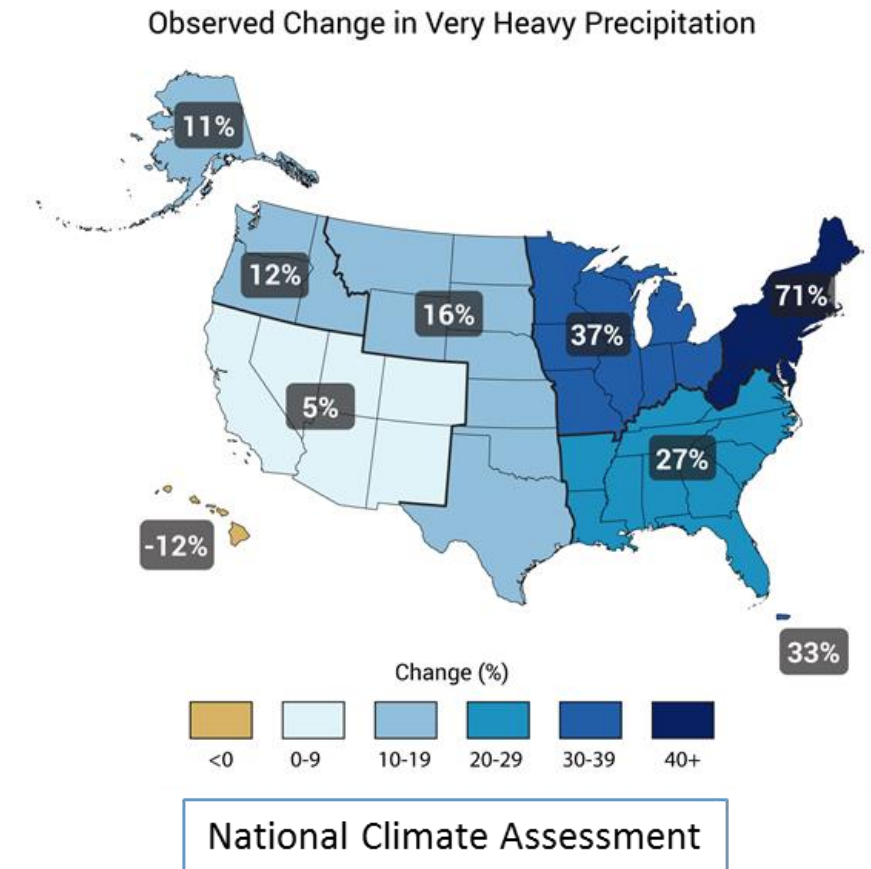 Observed Change in Very Heavy Precipitation
11%
12%
16%
37%
71%
5%
27%
-12%
33%
Change (%)
<0 0-9 10-19 20-29 30-39 40+
National Climate Assessment